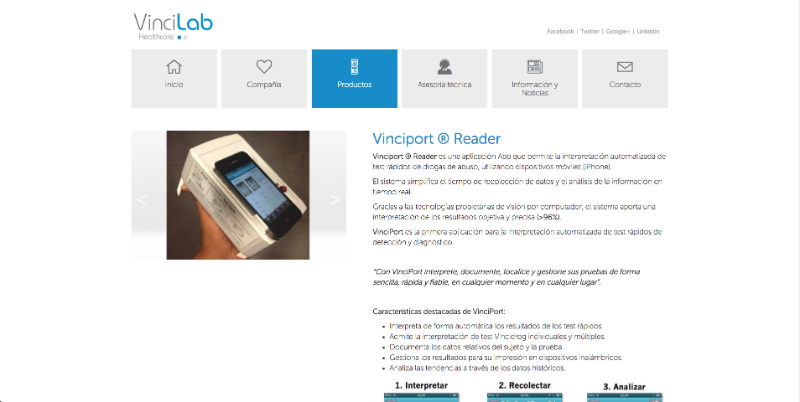 VinciLab
Healthcare
Facebook | Twitter | Google+ | Linkedin
Inicio
Compañía
Productos
Asesoría técnica
Información y
Noticias
Contacto
Vinciport ® Reader
Vinciport ® Reader es una aplicación App que permite la interpretación automatizada de
test rápidos de drogas de abuso, utilizando dispositivos móviles (iPhone).
El sistema simplifica el tiempo de recolección de datos y el análisis de la información en
tiempo real.
Gracias a las tecnologías propietarias de visión por computador, el sistema aporta una
interpretación de los resultados objetiva y precisa (>96%).
VinciPort es la primera aplicación para la interpretación automatizada de test rápidos de
detección y diagnóstico
"Con VinciPort interprete, documente, localice y gestione sus pruebas de forma
sencilla, rápida y fiable, en cualquier momento y en cualquier lugar".
Características destacadas de VinciPort:
Interpreta de forma automática los resultados de los test rápidos
Admite la interpretación de test Vincidrog individuales y múltiples.
Documenta los datos relativos del sujeto y la prueba.
Gestiona los resultados para su impresión en dispositivos inalámbricos.
Analiza las tendencias a través de los datos históricos.
1. Interpretar
2. Recolectar
3. Analizar